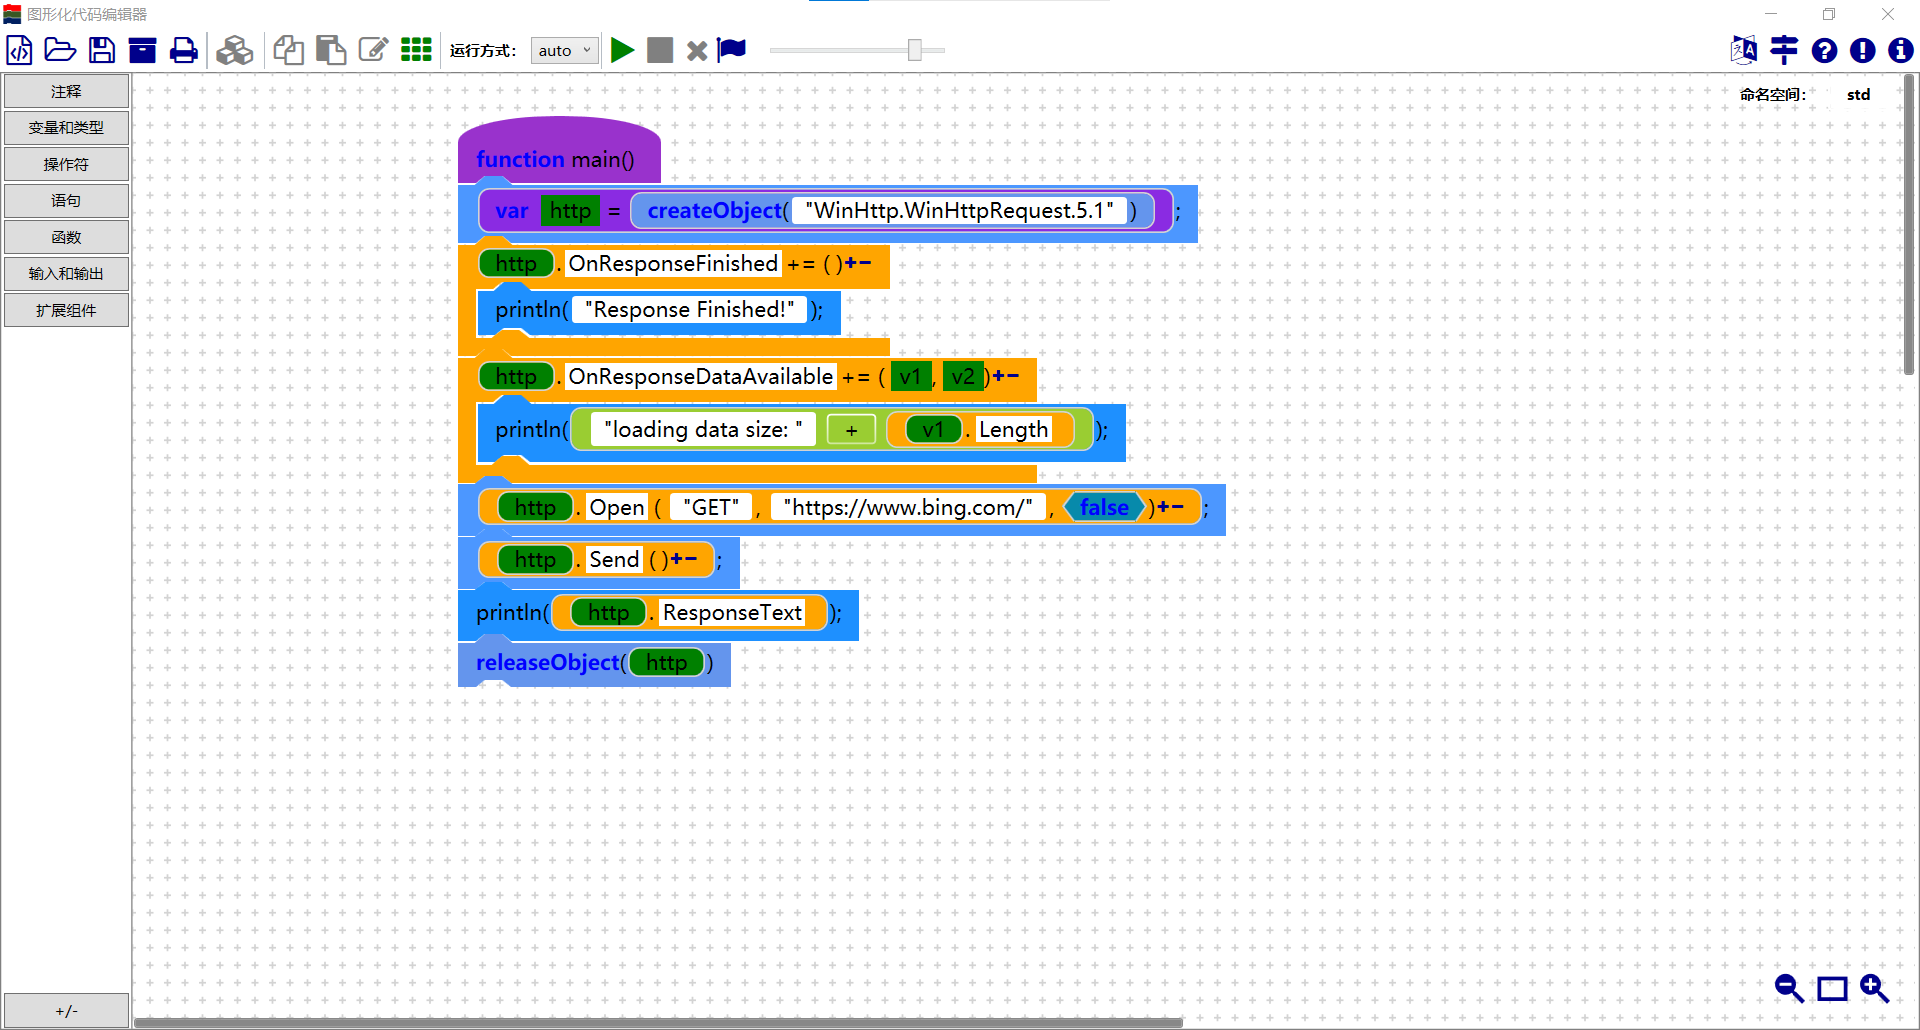 图形化代码编辑器
运行方式: auto
注释
变量和类型
操作符
语句
函数
输入和输出
扩展组件
+/-
命名空间: std
function main()
var http = createObject( "WinHttp.WinHttpRequest.5.1" ) ;
http . OnResponseFinished += ( )+−
println( "Response Finished!" );
http . OnResponseDataAvailable += ( v1 , v2 )+−
println( "loading data size: " + v1 . Length );
http . Open ( "GET" , "https://www.bing.com/" , false )+− ;
http . Send ( )+− ;
println( http . ResponseText );
releaseObject( http )